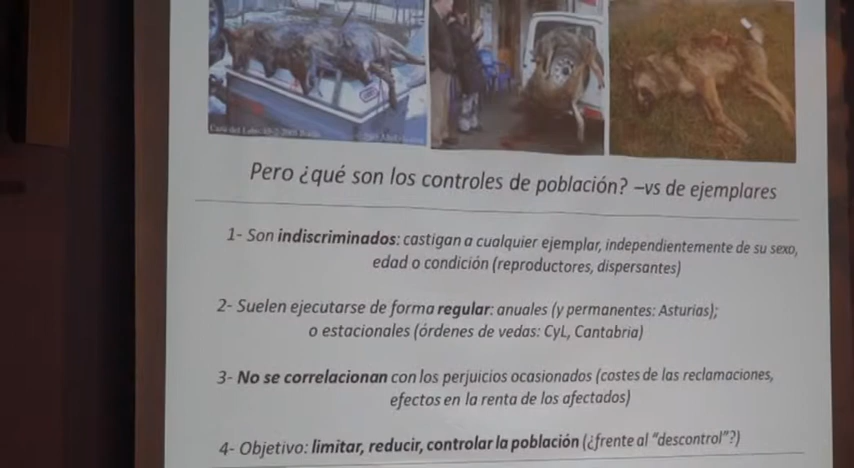 Pero ¿qué son los controles de población? –vs de ejemplares
1- Son indiscriminados: castigan a cualquier ejemplar, independientemente de su sexo,
edad o condición (reproductores, dispersantes)
2- Suelen ejecutarse de forma regular: anuales (y permanentes: Asturias);
o estacionales (órdenes de vedas: CyL, Cantabria)
3- No se correlacionan con los perjuicios ocasionados (costes de las reclamaciones,
efectos en la renta de los afectados)
4- Objetivo: limitar, reducir, controlar la población (¿frente al "descontrol"?)